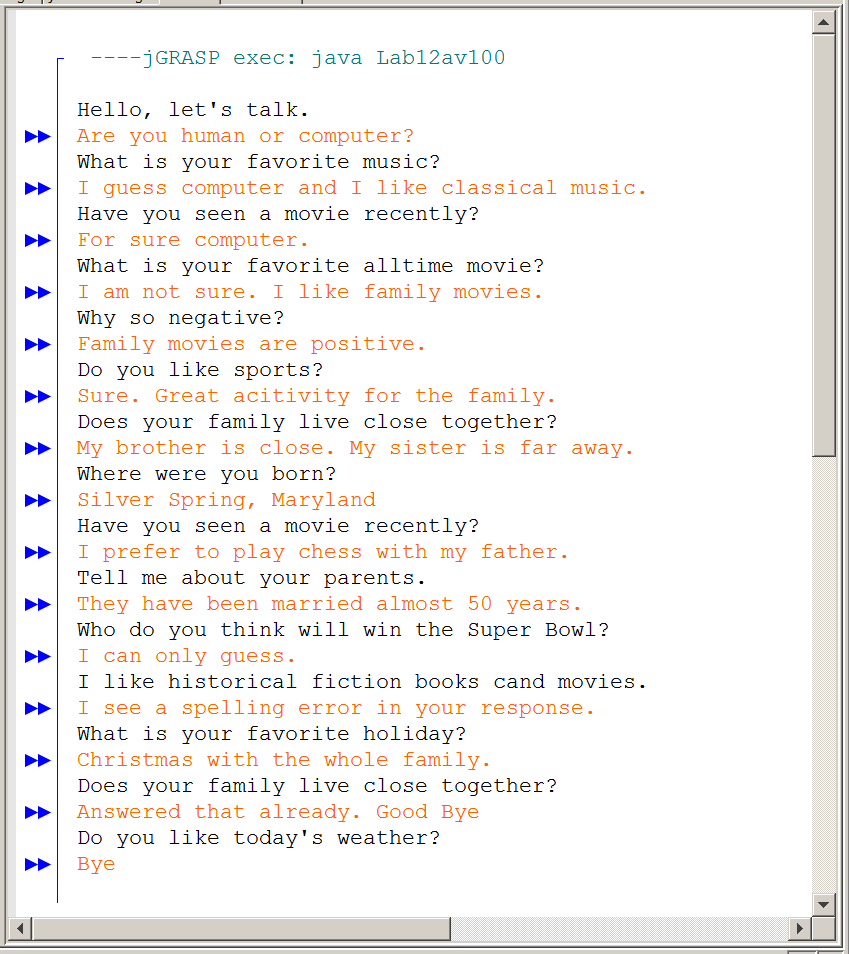 ----jGRASP exec: java Lab12av100
Hello, let's talk.
Are you human or computer?
What is your favorite music?
I guess computer and I like classical music.
Have you seen a movie recently?
For sure computer.
What is your favorite alltime movie?
I am not sure. I like family movies.
Why so negative?
Family movies are positive.
Do you like sports?
Sure. Great acitivity for the family.
Does your family live close together?
My brother is close. My sister is far away.
Where were you born?
Silver Spring, Maryland
Have you seen a movie recently?
I prefer to play chess with my father.
Tell me about your parents.
They have been married almost 50 years.
Who do you think will win the Super Bowl?
I can only guess.
I like historical fiction books cand movies.
I see a spelling error in your response.
What is your favorite holiday?
Christmas with the whole family.
Does your family live close together?
Answered that already. Good Bye
Do you like today's weather?
Bye